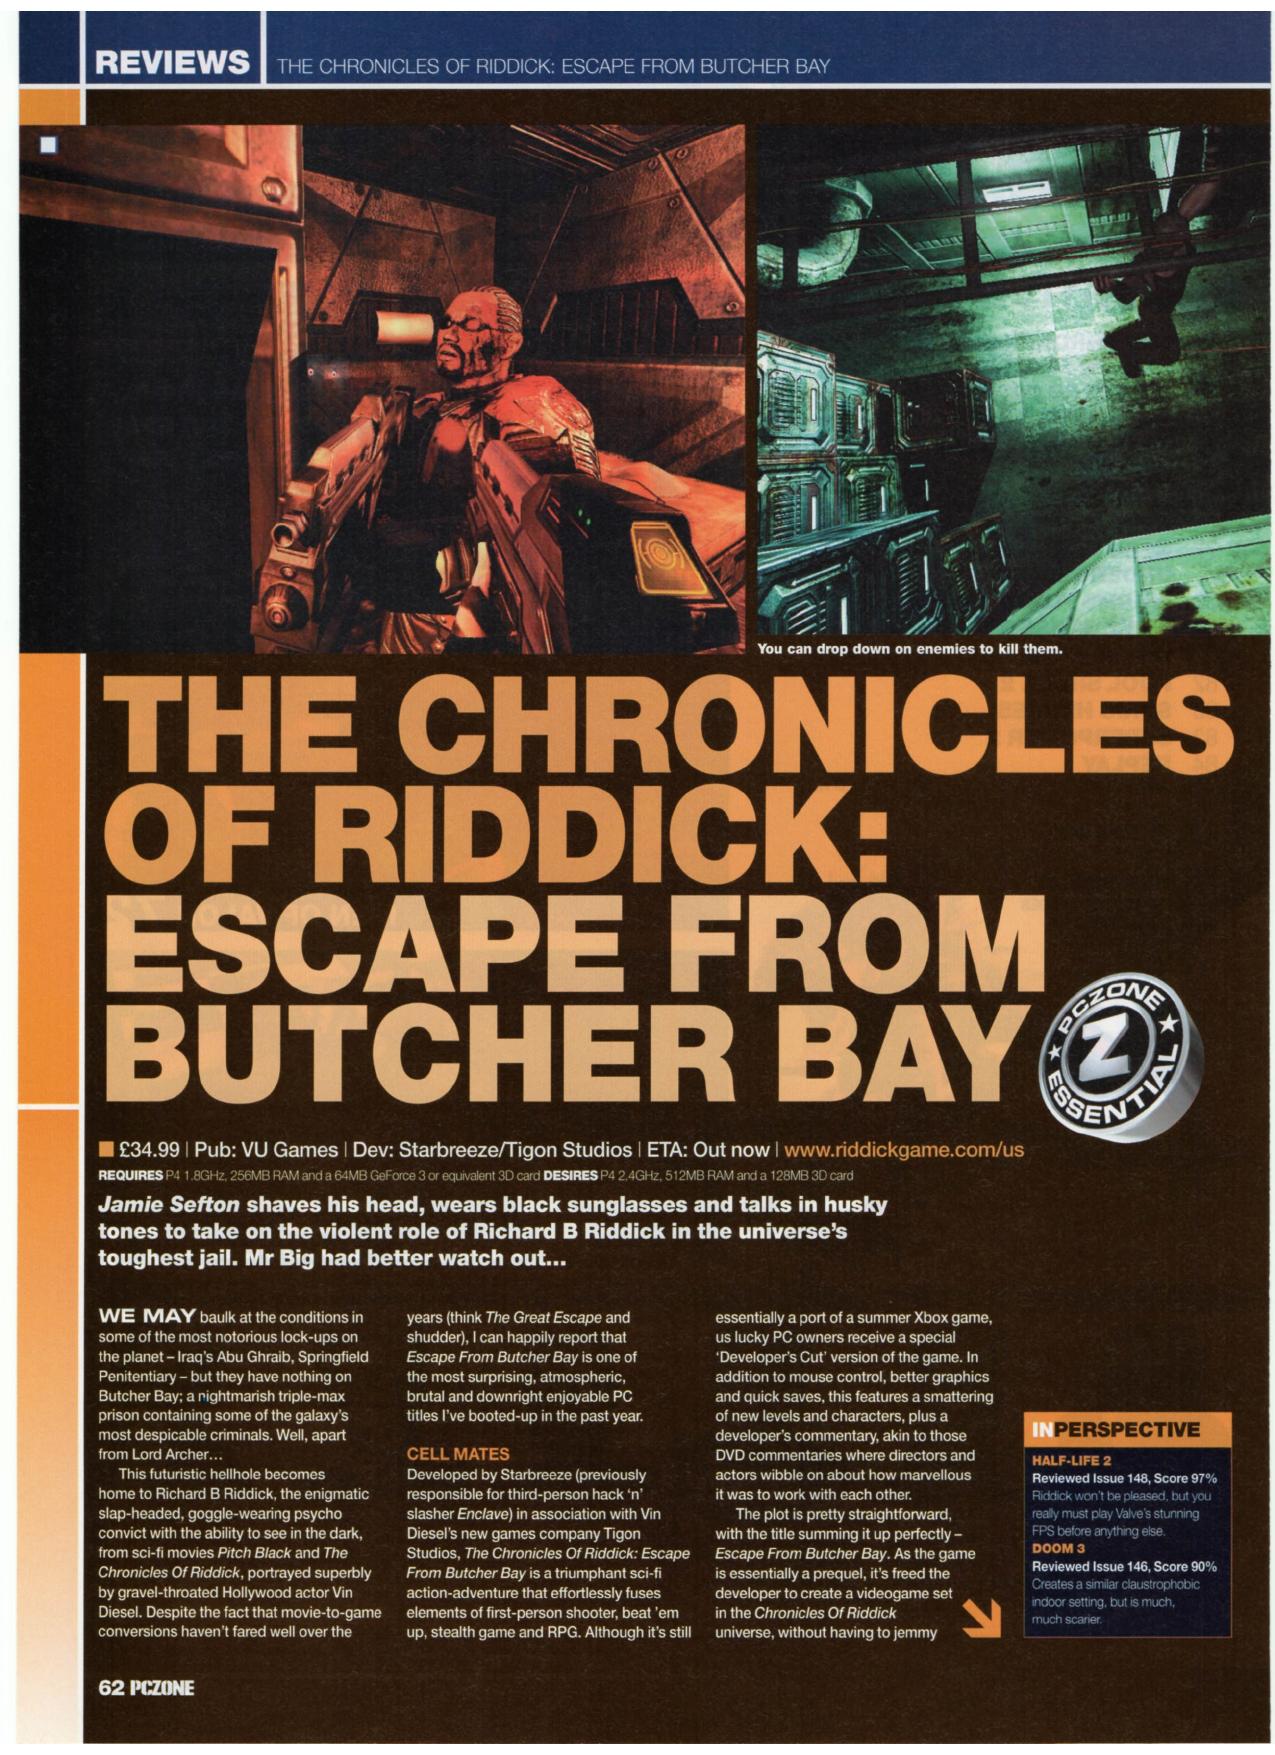 REVIEWS
THE CHRONICLES OF RIDDICK: ESCAPE FROM BUTCHER BAY
You can drop down on enemies to kill them.
THE CHRONICLES
OF RIDDICK:
ESCAPE FROM
BUTCHER BAY
PCZONE
Z
ESSENTIAL
£34.99 | Pub: VU Games | Dev: Starbreeze/Tigon Studios | ETA: Out now | www.riddickgame.com/us
REQUIRES P4 1.8GHz, 256MB RAM and a 64MB GeForce 3 or equivalent 3D card DESIRES P4 2.4GHz, 512MB RAM and a 128MB 3D card
Jamie Sefton shaves his head, wears black sunglasses and talks in husky
tones to take on the violent role of Richard B Riddick in the universe's
toughest jail. Mr Big had better watch out...
WE MAY baulk at the conditions in
some of the most notorious lock-ups on
the planet – Iraq's Abu Ghraib, Springfield
Penitentiary – but they have nothing on
Butcher Bay; a nightmarish triple-max
prison containing some of the galaxy's
most despicable criminals. Well, apart
from Lord Archer...
This futuristic hellhole becomes
home to Richard B Riddick, the enigmatic
slap-headed, goggle-wearing psycho
convict with the ability to see in the dark,
from sci-fi movies Pitch Black and The
Chronicles Of Riddick, portrayed superbly
by gravel-throated Hollywood actor Vin
Diesel. Despite the fact that movie-to-game
conversions haven't fared well over the
years (think The Great Escape and
shudder), I can happily report that
Escape From Butcher Bay is one of
the most surprising, atmospheric,
brutal and downright enjoyable PC
titles I've booted-up in the past year.
CELL MATES
Developed by Starbreeze (previously
responsible for third-person hack 'n'
slasher Enclave) in association with Vin
Diesel's new games company Tigon
Studios, The Chronicles Of Riddick: Escape
From Butcher Bay is a triumphant sci-fi
action-adventure that effortlessly fuses
elements of first-person shooter, beat 'em
up, stealth game and RPG. Although it's still
essentially a port of a summer Xbox game,
us lucky PC owners receive a special
'Developer's Cut' version of the game. In
addition to mouse control, better graphics
and quick saves, this features a smattering
of new levels and characters, plus a
developer's commentary, akin to those
DVD commentaries where directors and
actors wibble on about how marvellous
it was to work with each other.
The plot is pretty straightforward,
with the title summing it up perfectly –
Escape From Butcher Bay. As the game
is essentially a prequel, it's freed the
developer to create a videogame set
in the Chronicles Of Riddick
universe, without having to jemmy
INPERSPECTIVE
HALF-LIFE 2
Reviewed Issue 148, Score 97%
Riddick won't be pleased, but you
really must play Valve's stunning
FPS before anything else.
DOOM 3
Reviewed Issue 146, Score 90%
Creates a similar claustrophobic
indoor setting, but is much,
much scarier.
62 PCZONE